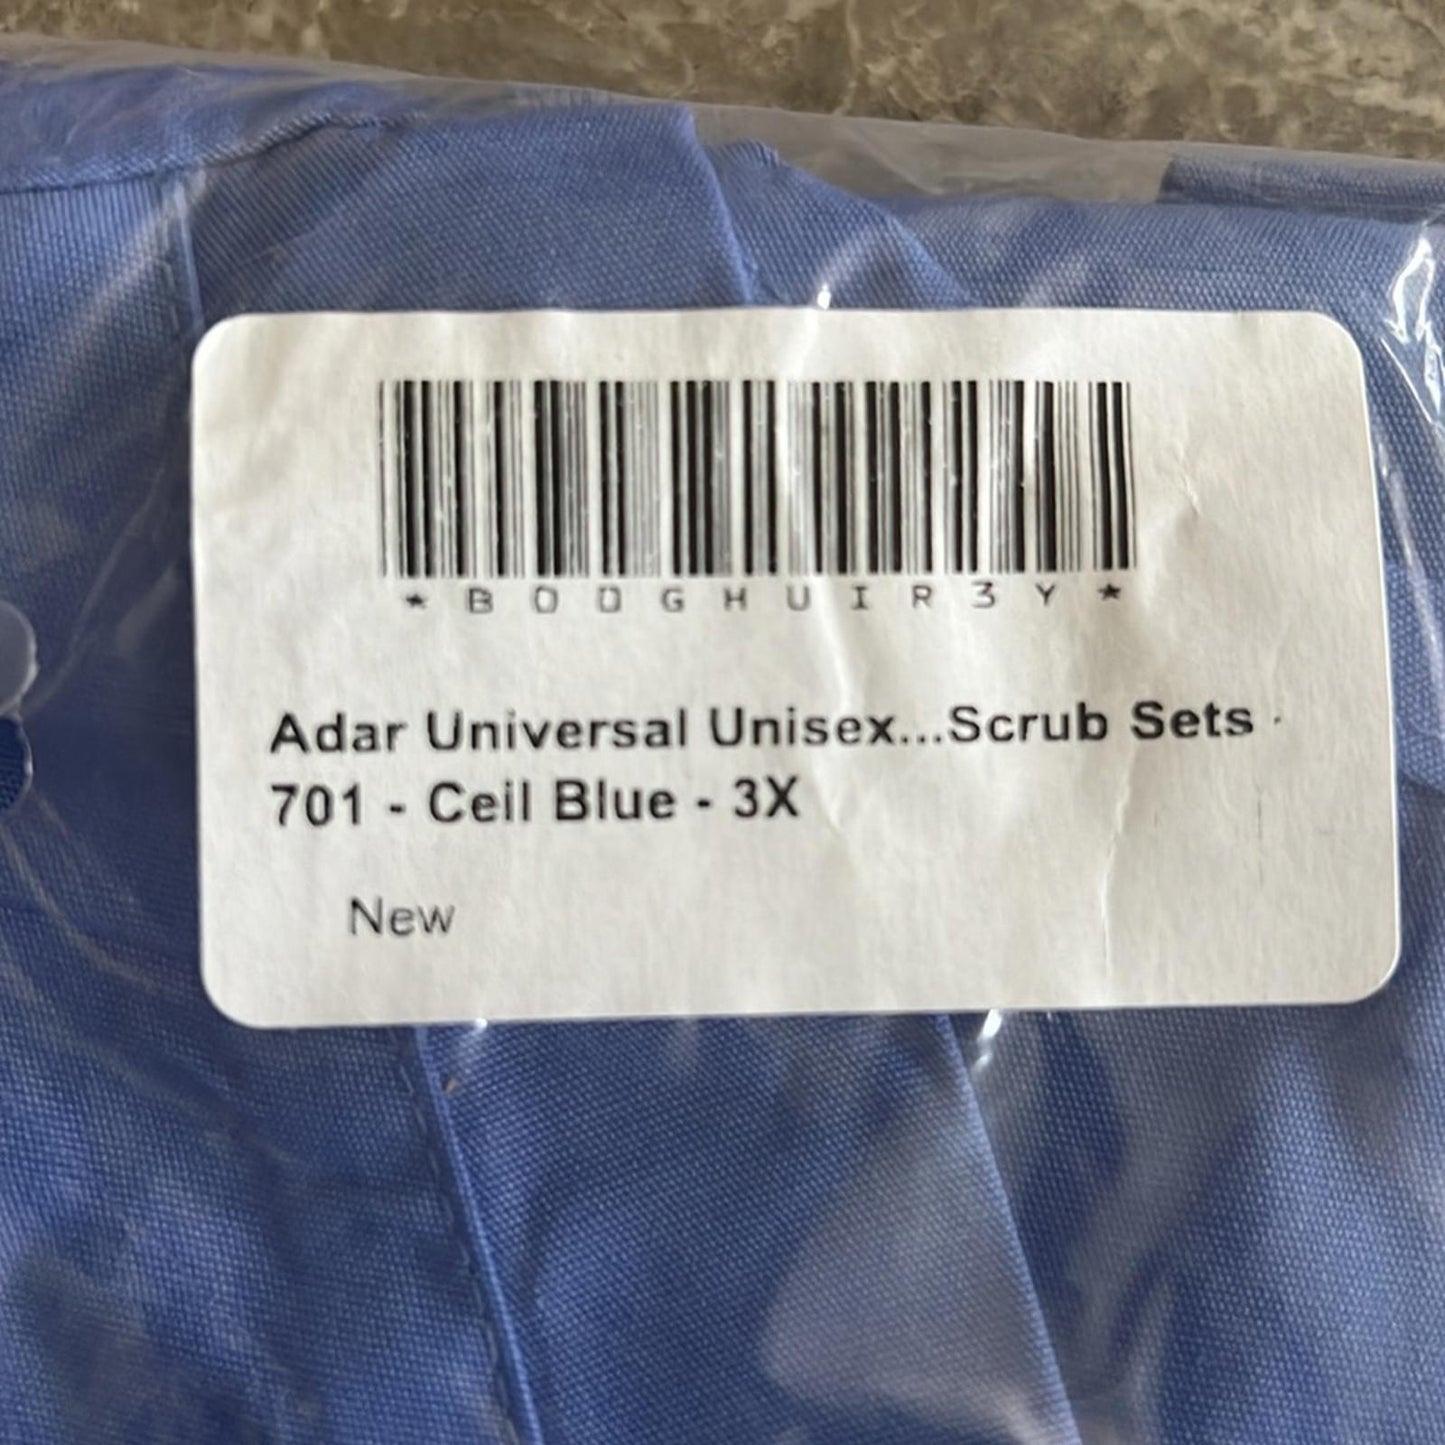 *B00GHUIR3Y*
Adar Universal Unisex...Scrub Sets -
701 - Ceil Blue - 3X
New